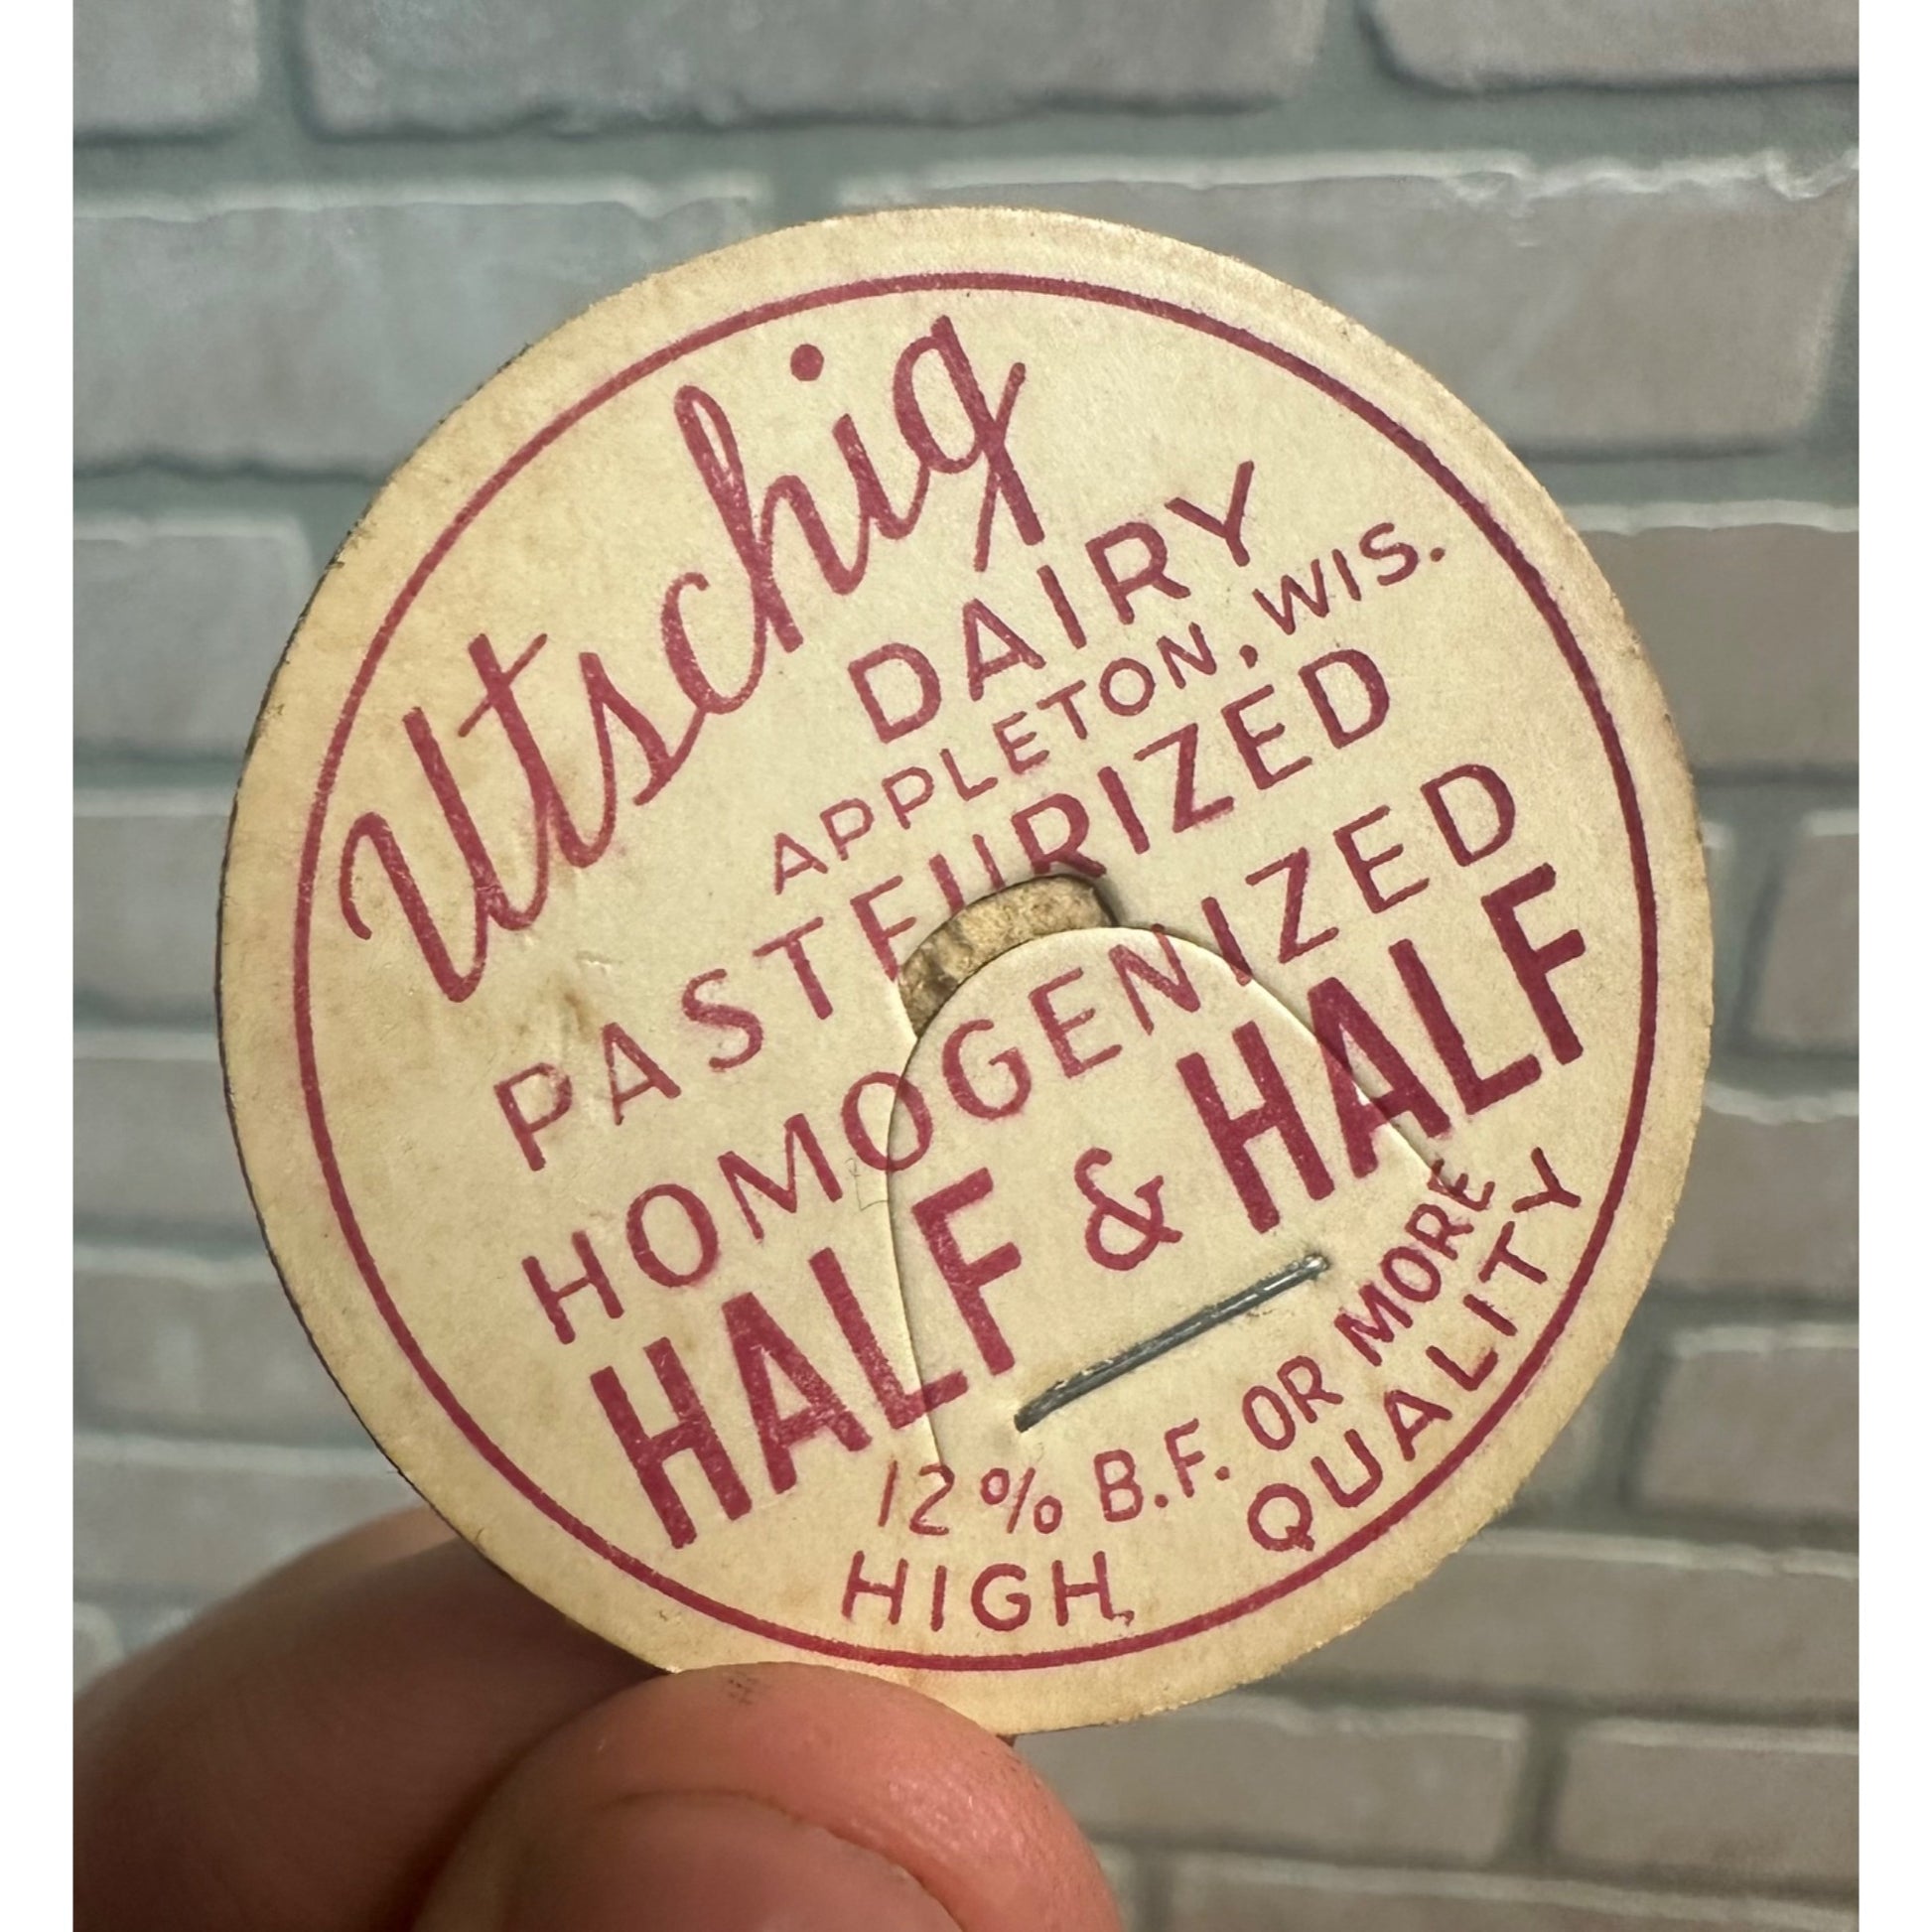 Utschig
DAIRY
APPLETON, WIS.
PASTEURIZED
HOMOGENIZED
HALF & HALF
12% B.F. OR MORE
HIGH QUALITY